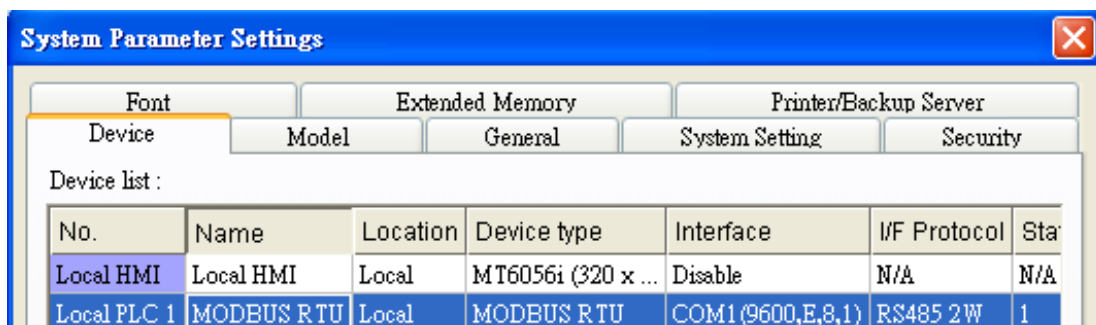 System Parameter Settings
Font Extended Memory Printer/Backup Server
Device Model General System Setting Security
Device list :
No. Name Location Device type Interface I/F Protocol Sta
Local HMI Local HMI Local MT6056i (320 x ... Disable N/A N/A
Local PLC 1 MODBUS RTU Local MODBUS RTU COM1(9600,E,8,1) RS485 2W 1